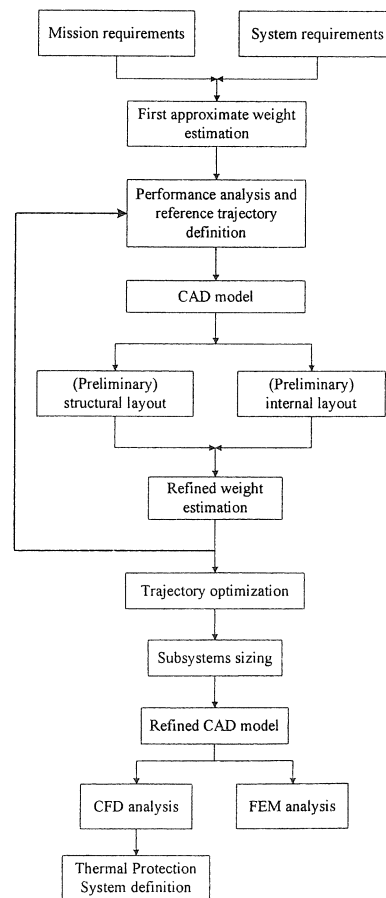 Mission requirements
System requirements
First approximate weight
estimation
Performance analysis and
reference trajectory
definition
CAD model
(Preliminary)
structural layout
(Preliminary)
internal layout
Refined weight
estimation
Trajectory optimization
Subsystems sizing
Refined CAD model
CFD analysis
FEM analysis
Thermal Protection
System definition